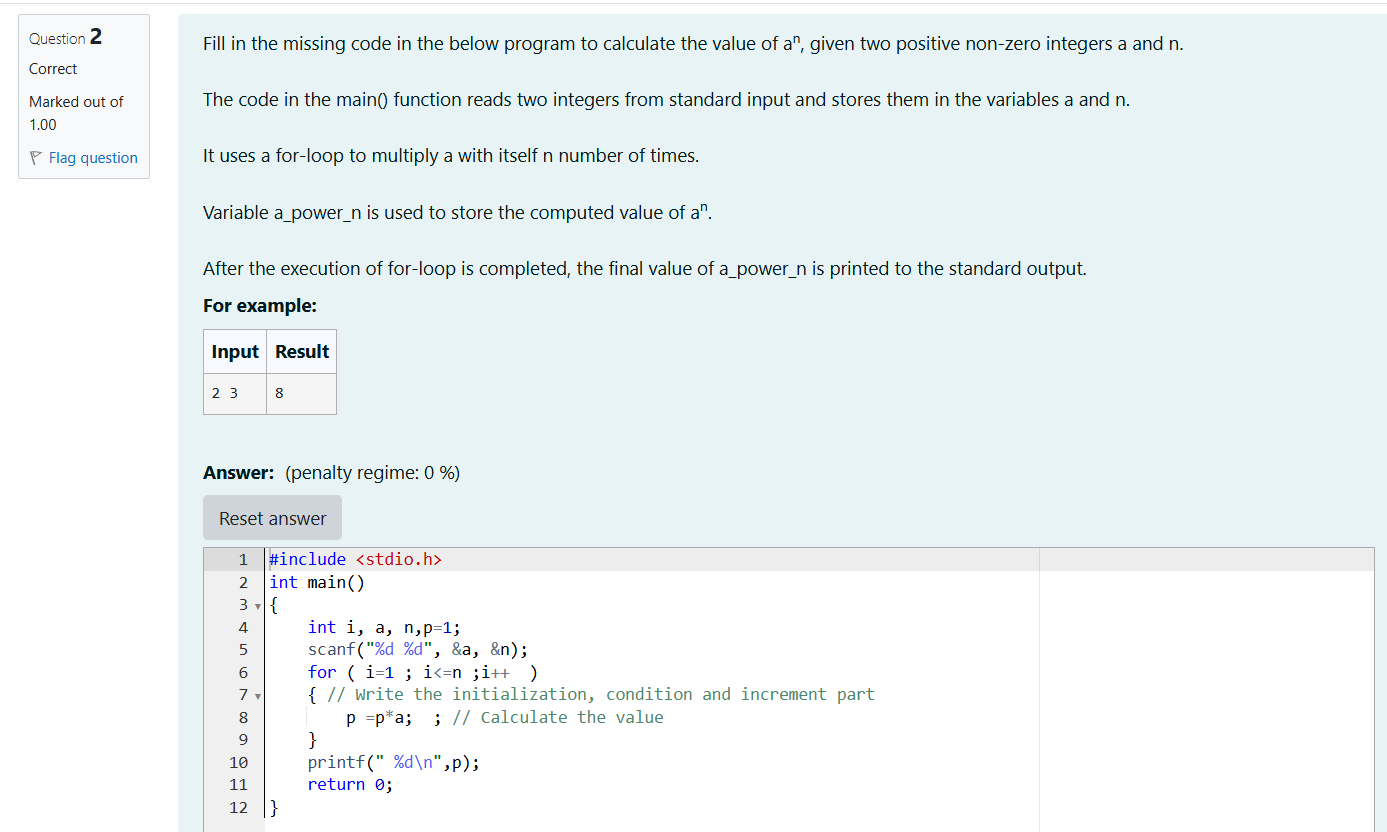 Question 2
Correct
Marked out of
1.00
Flag question
Fill in the missing code in the below program to calculate the value of aⁿ, given two positive non-zero integers a and n.
The code in the main() function reads two integers from standard input and stores them in the variables a and n.
It uses a for-loop to multiply a with itself n number of times.
Variable a_power_n is used to store the computed value of aⁿ.
After the execution of for-loop is completed, the final value of a_power_n is printed to the standard output.
For example:
Input Result
2 3 8
Answer: (penalty regime: 0 %)
Reset answer
1 #include <stdio.h>
2 int main()
3 {
4 int i, a, n,p=1;
5 scanf("%d %d", &a, &n);
6 for ( i=1 ; i<=n ;i++ )
7 { // Write the initialization, condition and increment part
8 p =p*a; ; // Calculate the value
9 }
10 printf(" %d\n",p);
11 return 0;
12 }